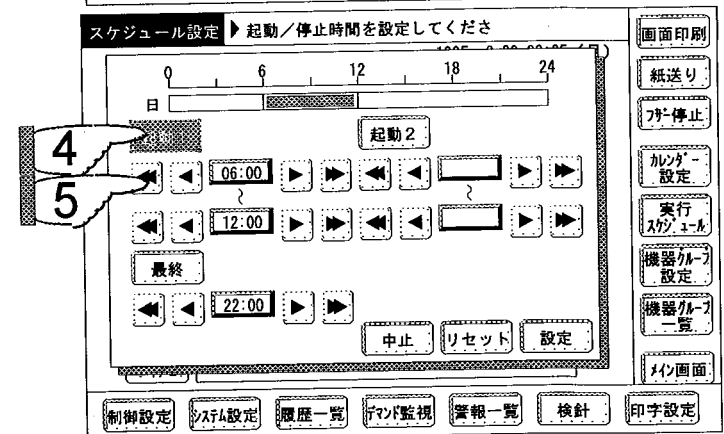 スケジュール設定 ▶ 起動/停止時間を設定してくださ
0 6 12 18 24
日
4
起動2
5
06:00
~ ~
12:00
最終
22:00
中止 リセット 設定
画面印刷
紙送り
ブザー停止
カレンダー
設定
実行
スケジュール
機器グループ
設定
機器グループ
一覧
メイン画面
制御設定 システム設定 履歴一覧 デマンド監視 警報一覧 検針 印字設定